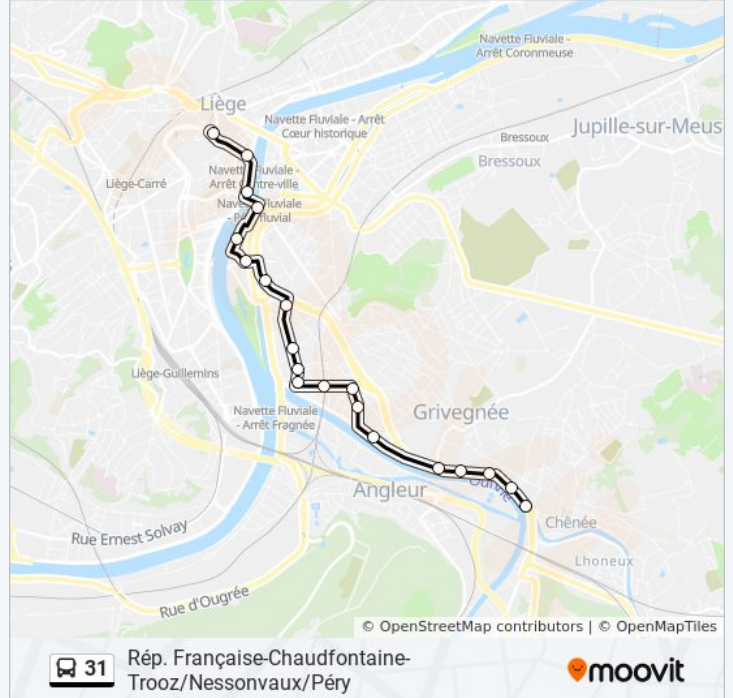 Navette Fluviale -
Arrêt Coronmeuse
Liège
Navette Fluviale - Arrêt
Cœur historique
Bressoux
Jupille-sur-Meus
Bressoux
Navette Fluviale -
Arrêt Centre-ville
Liège-Carré
Navette Fluviale
fluvial
Liège-Guillemins
Navette Fluviale
- Arrêt Fragnée
Grivegnée
Angleur
Chênée
Rue Ernest Solvay
Lhoneux
Rue d'Ougrée
© OpenStreetMap contributors | © OpenMapTiles
31
Rép. Française-Chaudfontaine-
Trooz/Nessonvaux/Péry
moovit